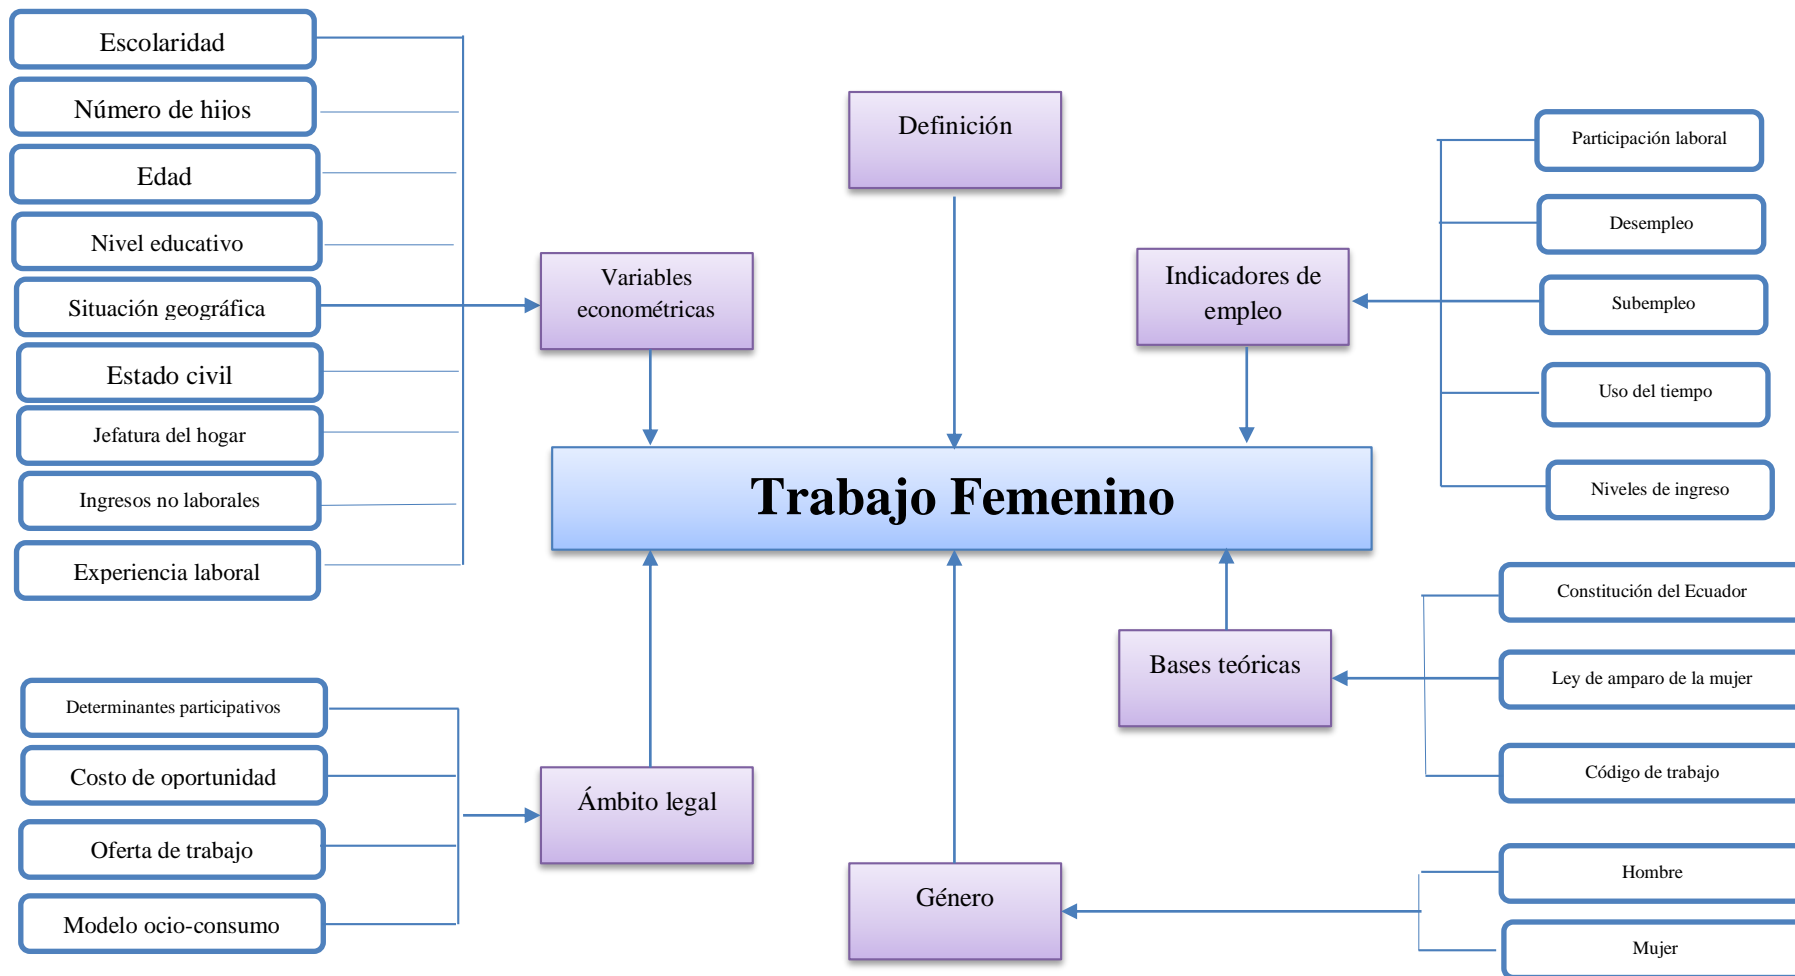 Escolaridad
Número de hijos
Edad
Nivel educativo
Situación geográfica
Estado civil
Jefatura del hogar
Ingresos no laborales
Experiencia laboral
Variables
econométricas
Definición
Indicadores de
empleo
Participación laboral
Desempleo
Subempleo
Uso del tiempo
Niveles de ingreso
Trabajo Femenino
Determinantes participativos
Costo de oportunidad
Oferta de trabajo
Modelo ocio-consumo
Ámbito legal
Género
Bases teóricas
Constitución del Ecuador
Ley de amparo de la mujer
Código de trabajo
Hombre
Mujer